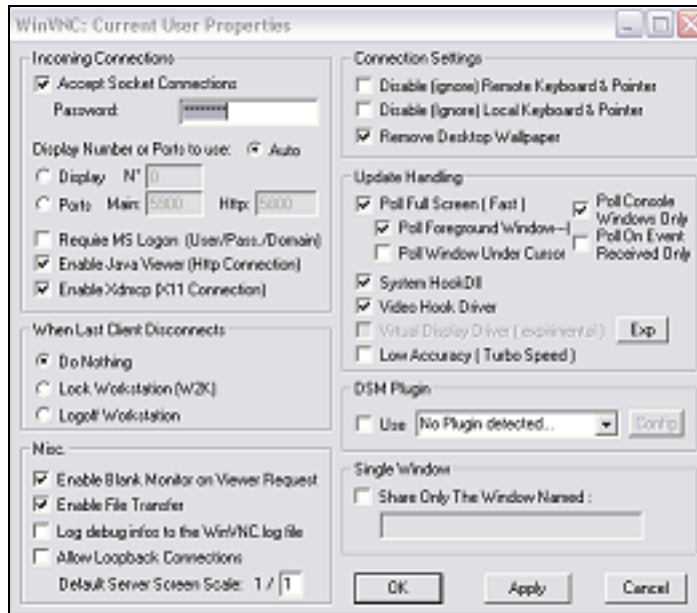 WinVNC: Current User Properties
Incoming Connections
Accept Socket Connections
Password:
Display Number or Ports to use: Auto
Display N° 0
Ports Main: 5900 Http: 5800
Require MS Logon (User/Pass./Domain)
Enable Java Viewer (Http Connection)
Enable Xdmcp (X11 Connection)
When Last Client Disconnects
Do Nothing
Lock Workstation (W2K)
Logoff Workstation
Misc.
Enable Blank Monitor on Viewer Request
Enable File Transfer
Log debug infos to the WinVNC.log file
Allow Loopback Connections
Default Server Screen Scale: 1 / 1
Connection Settings
Disable (ignore) Remote Keyboard & Pointer
Disable (Ignore) Local Keyboard & Pointer
Remove Desktop Wallpaper
Update Handling
Poll Full Screen (Fast)
Poll Foreground Window
Poll Window Under Cursor
Poll Console
Windows Only
Poll On Event
Received Only
System HookDll
Video Hook Driver
Virtual Display Driver ( Exp
Low Accuracy ( Turbo Speed )
DSM Plugin
Use No Plugin detected... Config
Single Window
Share Only The Window Named :
OK Apply Cancel